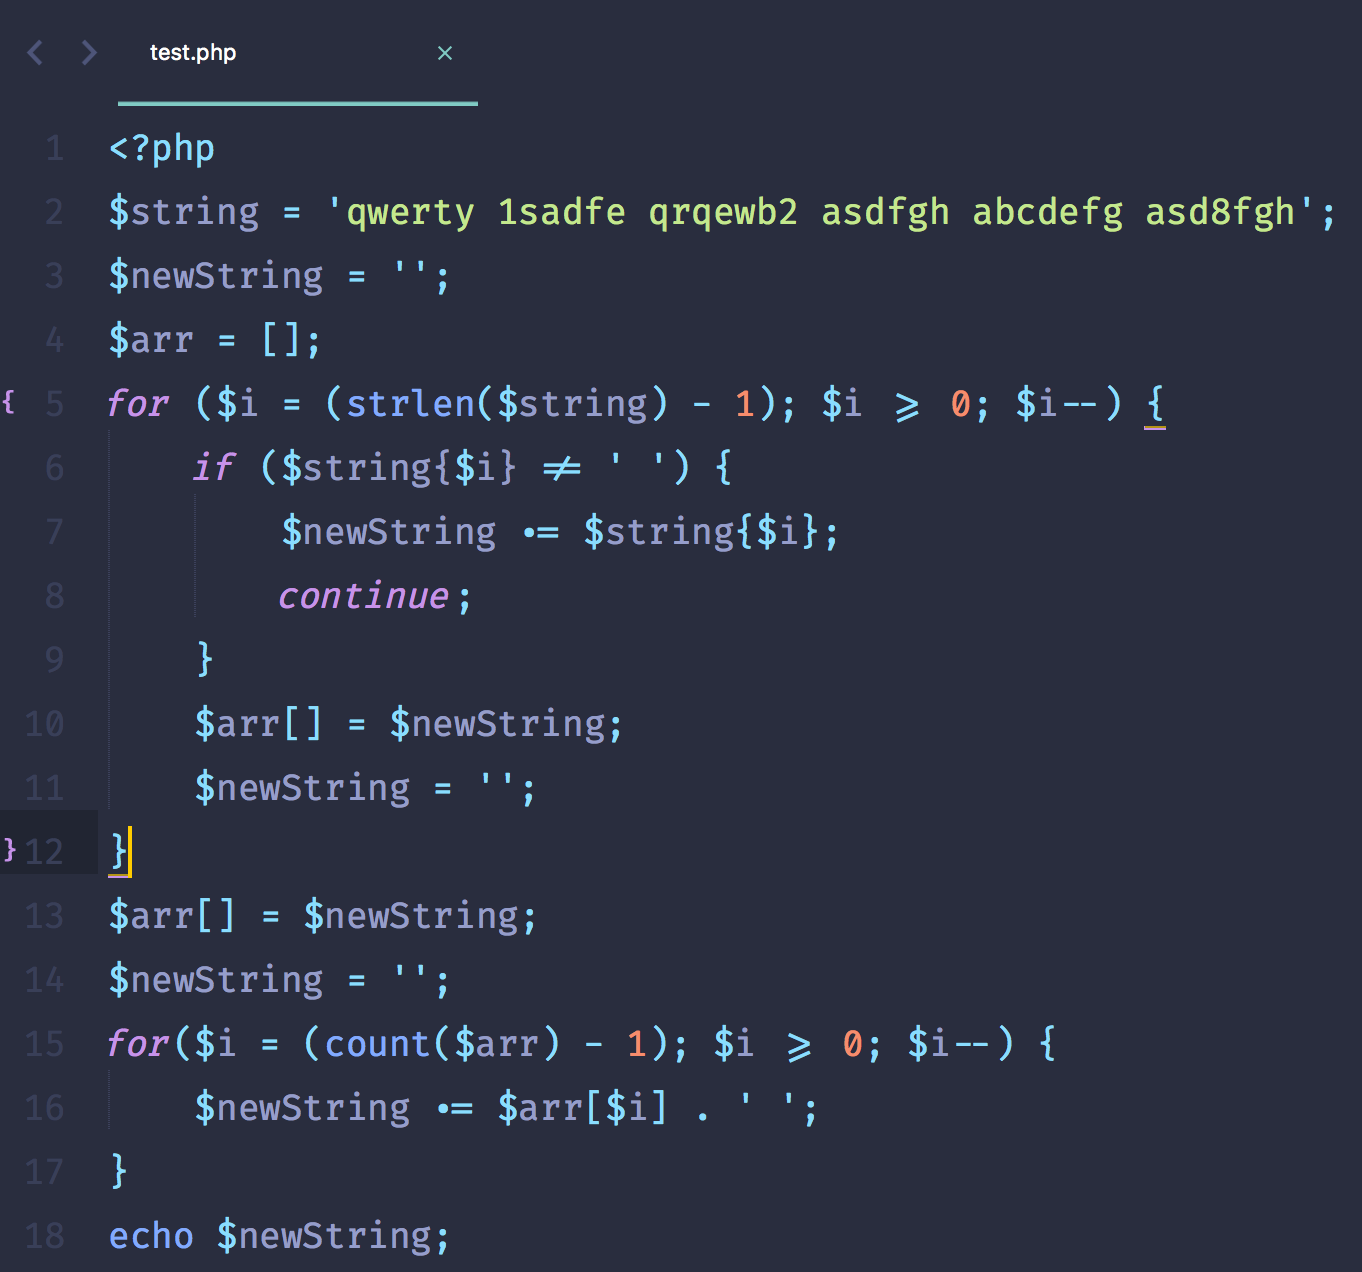 test.php ×
1 <?php
2 $string = 'qwerty 1sadfe qrqewb2 asdfgh abcdefg asd8fgh';
3 $newString = '';
4 $arr = [];
{ 5 for ($i = (strlen($string) - 1); $i >= 0; $i--) {
6 if ($string{$i} != ' ') {
7 $newString .= $string{$i};
8 continue;
9 }
10 $arr[] = $newString;
11 $newString = '';
} 12 }
13 $arr[] = $newString;
14 $newString = '';
15 for($i = (count($arr) - 1); $i >= 0; $i--) {
16 $newString .= $arr[$i] . ' ';
17 }
18 echo $newString;